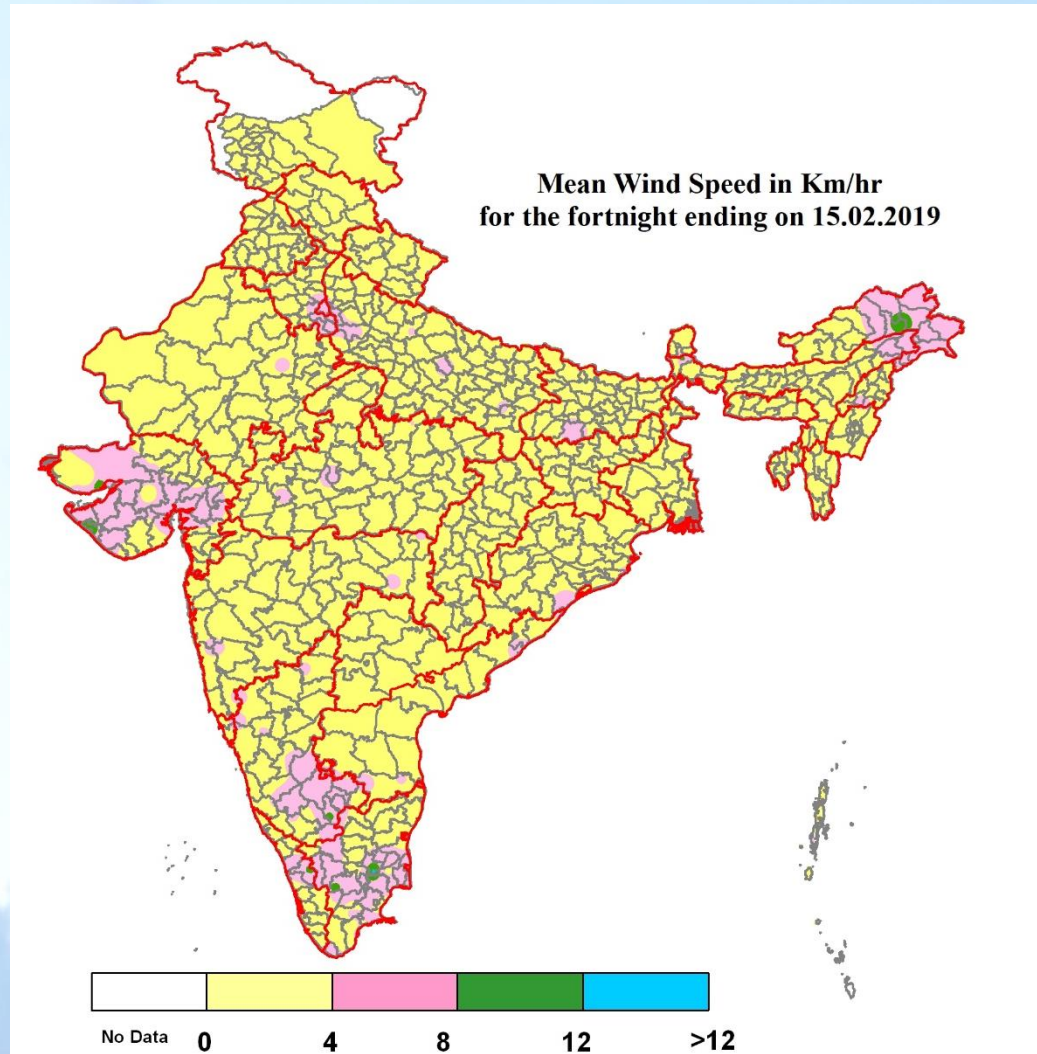 Mean Wind Speed in Km/hr
for the fortnight ending on 15.02.2019
No Data 0 4 8 12 >12